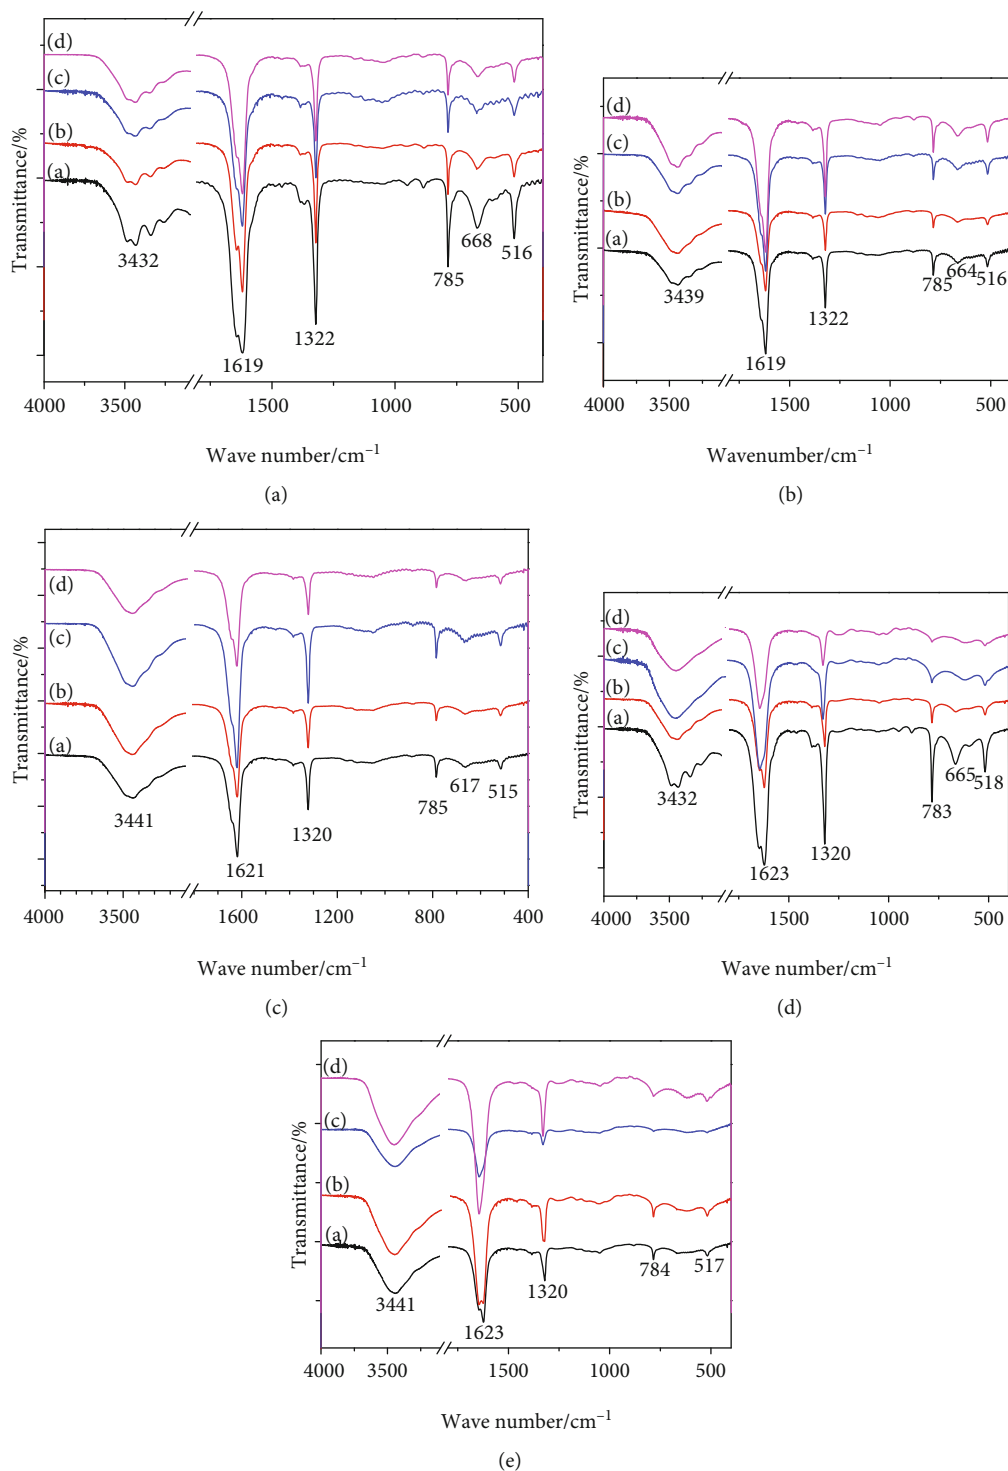 (d)
(c)
(b)
(a)
3432
1619
1322
785
668
516
Transmittance/%
4000 3500 1500 1000 500
Wave number/cm⁻¹
(a)
(d)
(c)
(b)
(a)
3439
1619
1322
785
664
516
Transmittance/%
4000 3500 1500 1000 500
Wavenumber/cm⁻¹
(b)
(d)
(c)
(b)
(a)
3441
1621
1320
785
617
515
Transmittance/%
4000 3500 1600 1200 800 400
Wave number/cm⁻¹
(c)
(d)
(c)
(b)
(a)
3432
1623
1320
783
665
518
Transmittance/%
4000 3500 1500 1000 500
Wave number/cm⁻¹
(d)
(d)
(c)
(b)
(a)
3441
1623
1320
784
517
Transmittance/%
4000 3500 1500 1000 500
Wave number/cm⁻¹
(e)